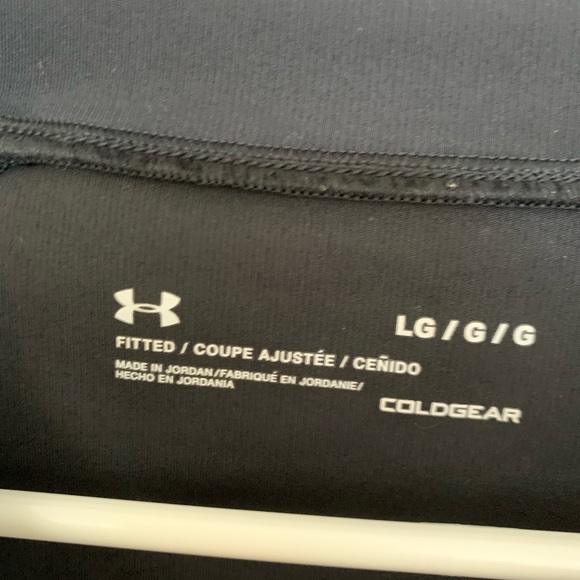 LG / G / G
FITTED / COUPE AJUSTÉE / CEÑIDO
MADE IN JORDAN/FABRIQUÉ EN JORDANIE/
HECHO EN JORDANIA
COLDGEAR